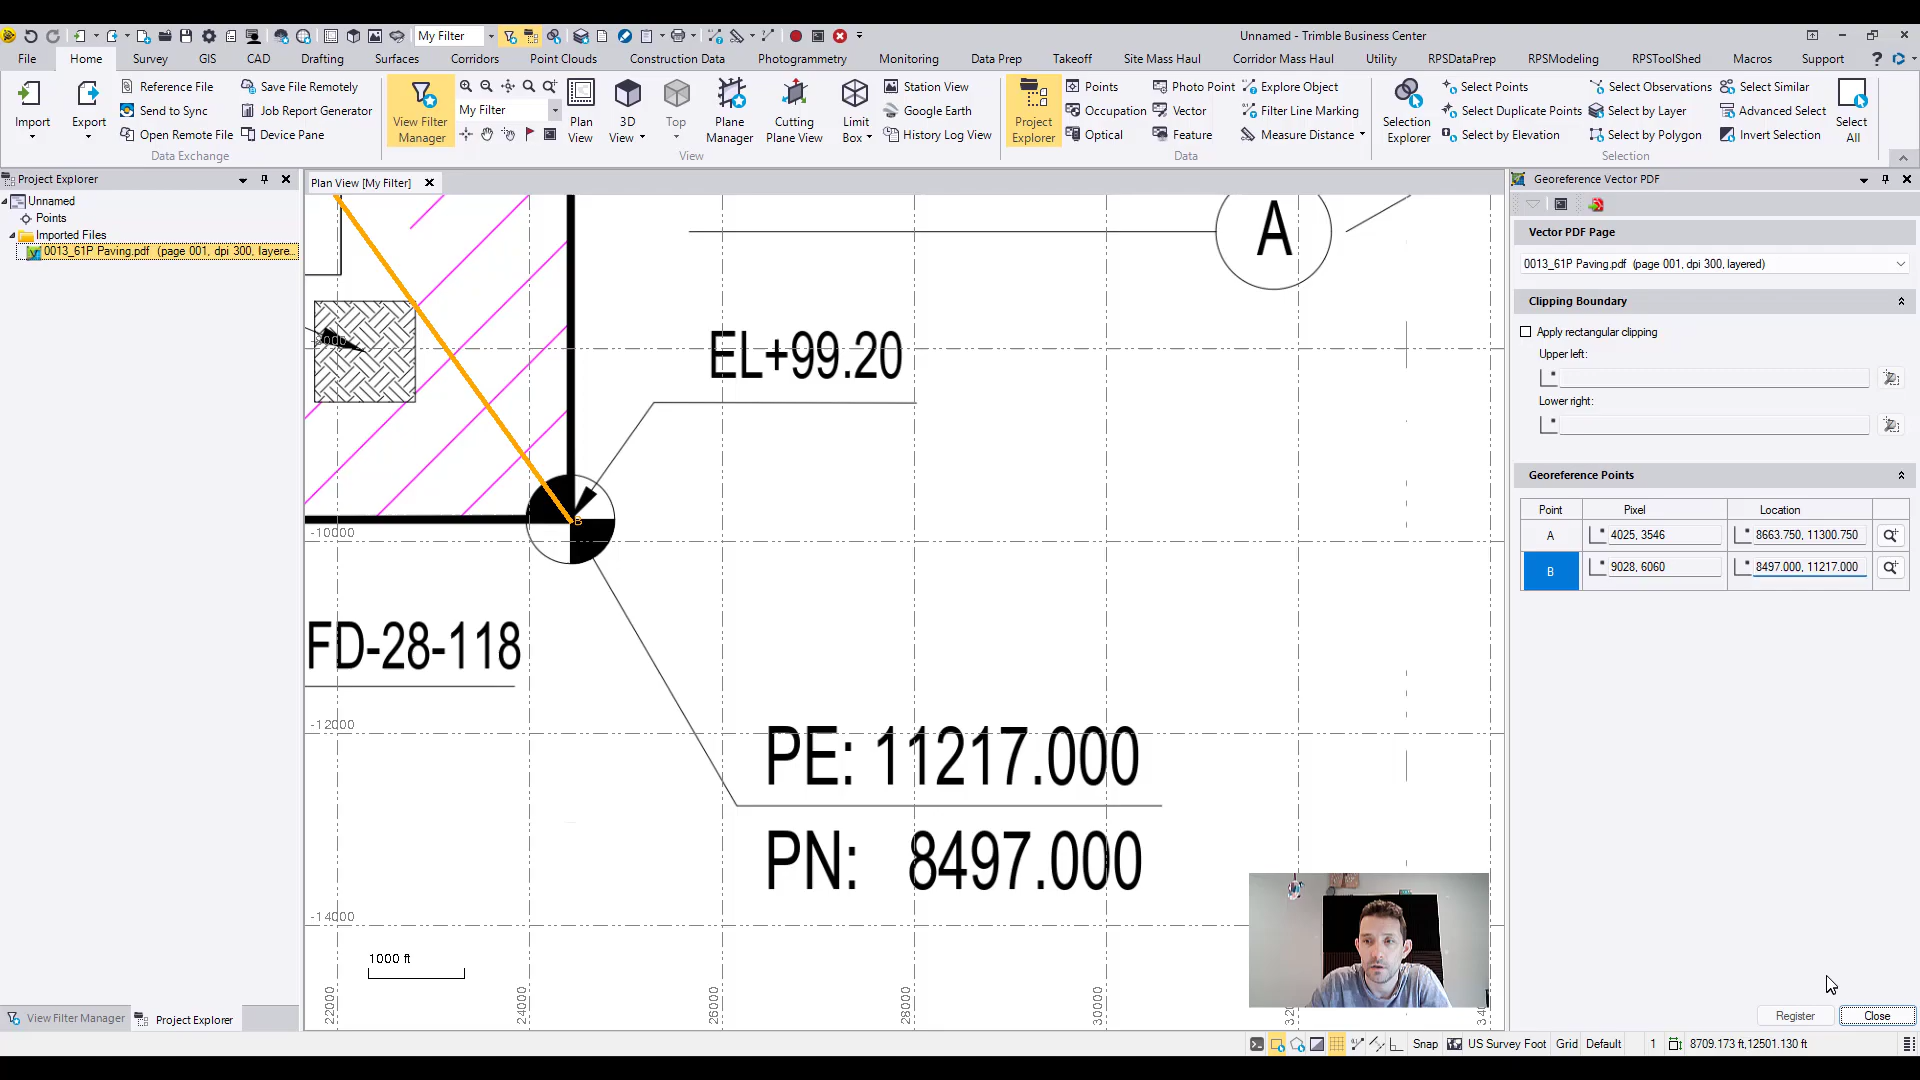 My Filter
Unnamed - Trimble Business Center
File Home Survey GIS CAD Drafting Surfaces Corridors Point Clouds Construction Data Photogrammetry Monitoring Data Prep Takeoff Site Mass Haul Corridor Mass Haul Utility RPSDataPrep RPSModeling RPSToolShed Macros Support
Import
Export
Reference File
Send to Sync
Open Remote File
Save File Remotely
Job Report Generator
Device Pane
Data Exchange
View Filter
Manager
My Filter
Plan
View
3D
View
Top
Plane
Manager
Cutting
Plane View
Limit
Box
Station View
Google Earth
History Log View
View
Project
Explorer
Points
Occupation
Optical
Photo Point
Vector
Feature
Explore Object
Filter Line Marking
Measure Distance
Data
Selection
Explorer
Select Points
Select Duplicate Points
Select by Elevation
Select Observations
Select by Layer
Select by Polygon
Select Similar
Advanced Select
Invert Selection
Select
All
Selection
Project Explorer
Unnamed
Points
Imported Files
0013_61P Paving.pdf (page 001, dpi 300, layere...
View Filter Manager
Project Explorer
Plan View [My Filter]
A
EL+99.20
B
-10000
FD-28-118
-12000
PE: 11217.000
PN: 8497.000
-14000
1000 ft
22000
24000
26000
28000
30000
Georeference Vector PDF
Vector PDF Page
0013_61P Paving.pdf (page 001, dpi 300, layered)
Clipping Boundary
Apply rectangular clipping
Upper left:
Lower right:
Georeference Points
Point Pixel Location
A 4025, 3546 8663.750, 11300.750
B 9028, 6060 8497.000, 11217.000
Register
Close
Snap US Survey Foot Grid Default 1 8709.173 ft,12501.130 ft